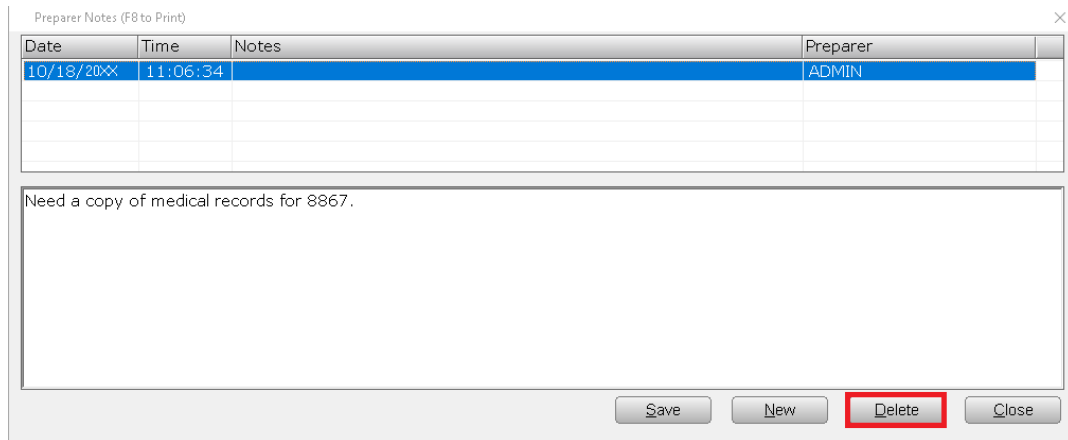 Preparer Notes (F8 to Print)
Date Time Notes Preparer
10/18/20XX 11:06:34 ADMIN
Need a copy of medical records for 8867.
Save New Delete Close